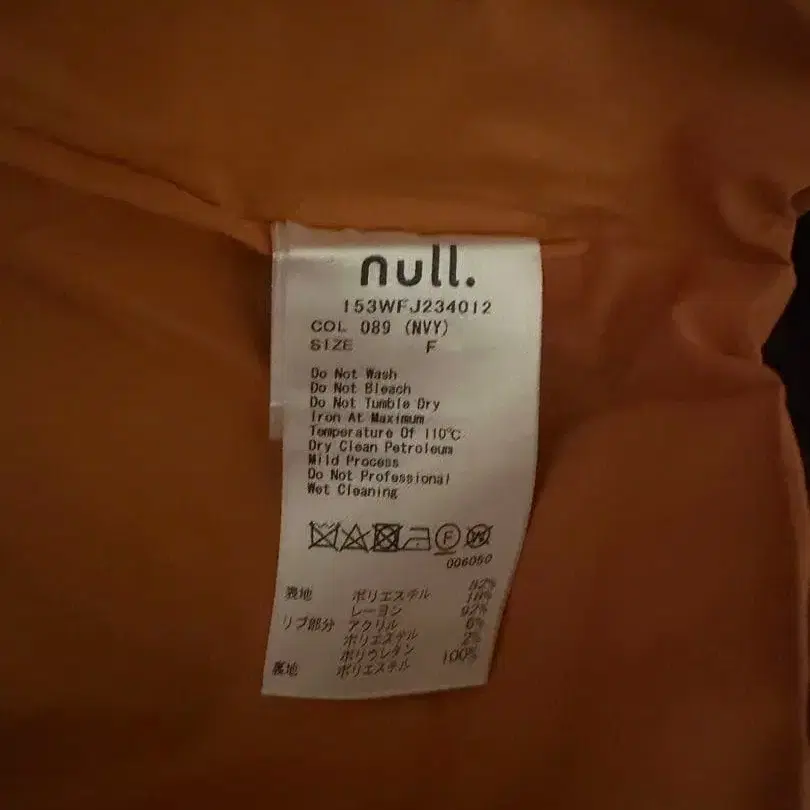 null.
153WFJ234012
COL 089 (NVY)
SIZE F
Do Not Wash
Do Not Bleach
Do Not Tumble Dry
Iron At Maximum
Temperature Of 110℃
Dry Clean Petroleum
Mild Process
Do Not Professional
Wet Cleaning
F W
006050
表地 ポリエステル 82%
レーヨン 18%
リブ部分 アクリル 92%
ポリエステル 6%
ポリウレタン 2%
裏地 ポリエステル 100%